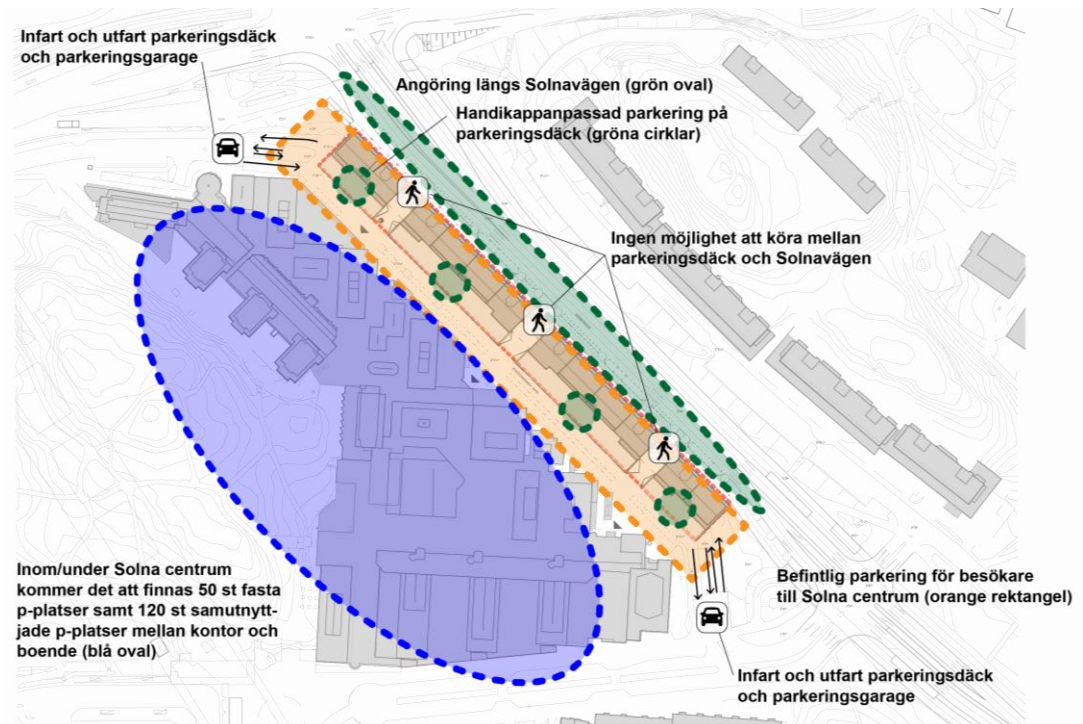 Infart och utfart parkeringsdäck
och parkeringsgarage
Angöring längs Solnavägen (grön oval)
Handikappanpassad parkering på
parkeringsdäck (gröna cirklar)
Ingen möjlighet att köra mellan
parkeringsdäck och Solnavägen
Inom/under Solna centrum
kommer det att finnas 50 st fasta
p-platser samt 120 st samutnytt-
jade p-platser mellan kontor och
boende (blå oval)
Befintlig parkering för besökare
till Solna centrum (orange rektangel)
Infart och utfart parkeringsdäck
och parkeringsgarage